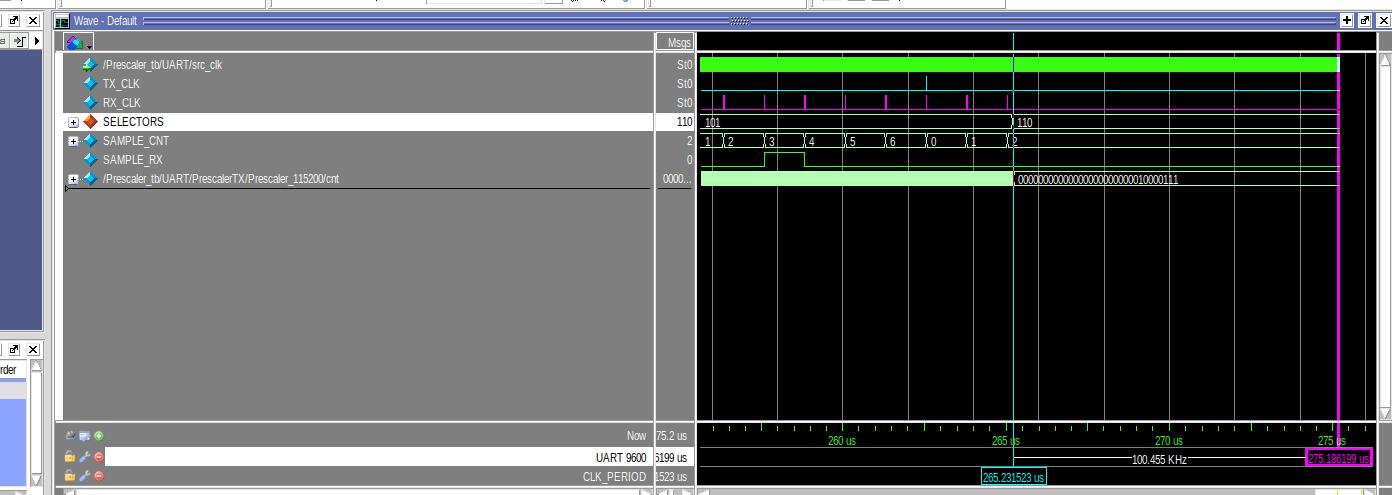 Wave - Default
Msgs
/Prescaler_tb/UART/src_clk St0
TX_CLK St0
RX_CLK St0
SELECTORS 110 101 110
SAMPLE_CNT 2 1 2 3 4 5 6 0 1 2
SAMPLE_RX 0
/Prescaler_tb/UART/PrescalerTX/Prescaler_115200/cnt 0000...
rder
Now 75.2 us 260 us 265 us 270 us 275 us
UART 9600 6199 us 100.455 KHz 275.186199 us
CLK_PERIOD 1523 us 265.231523 us